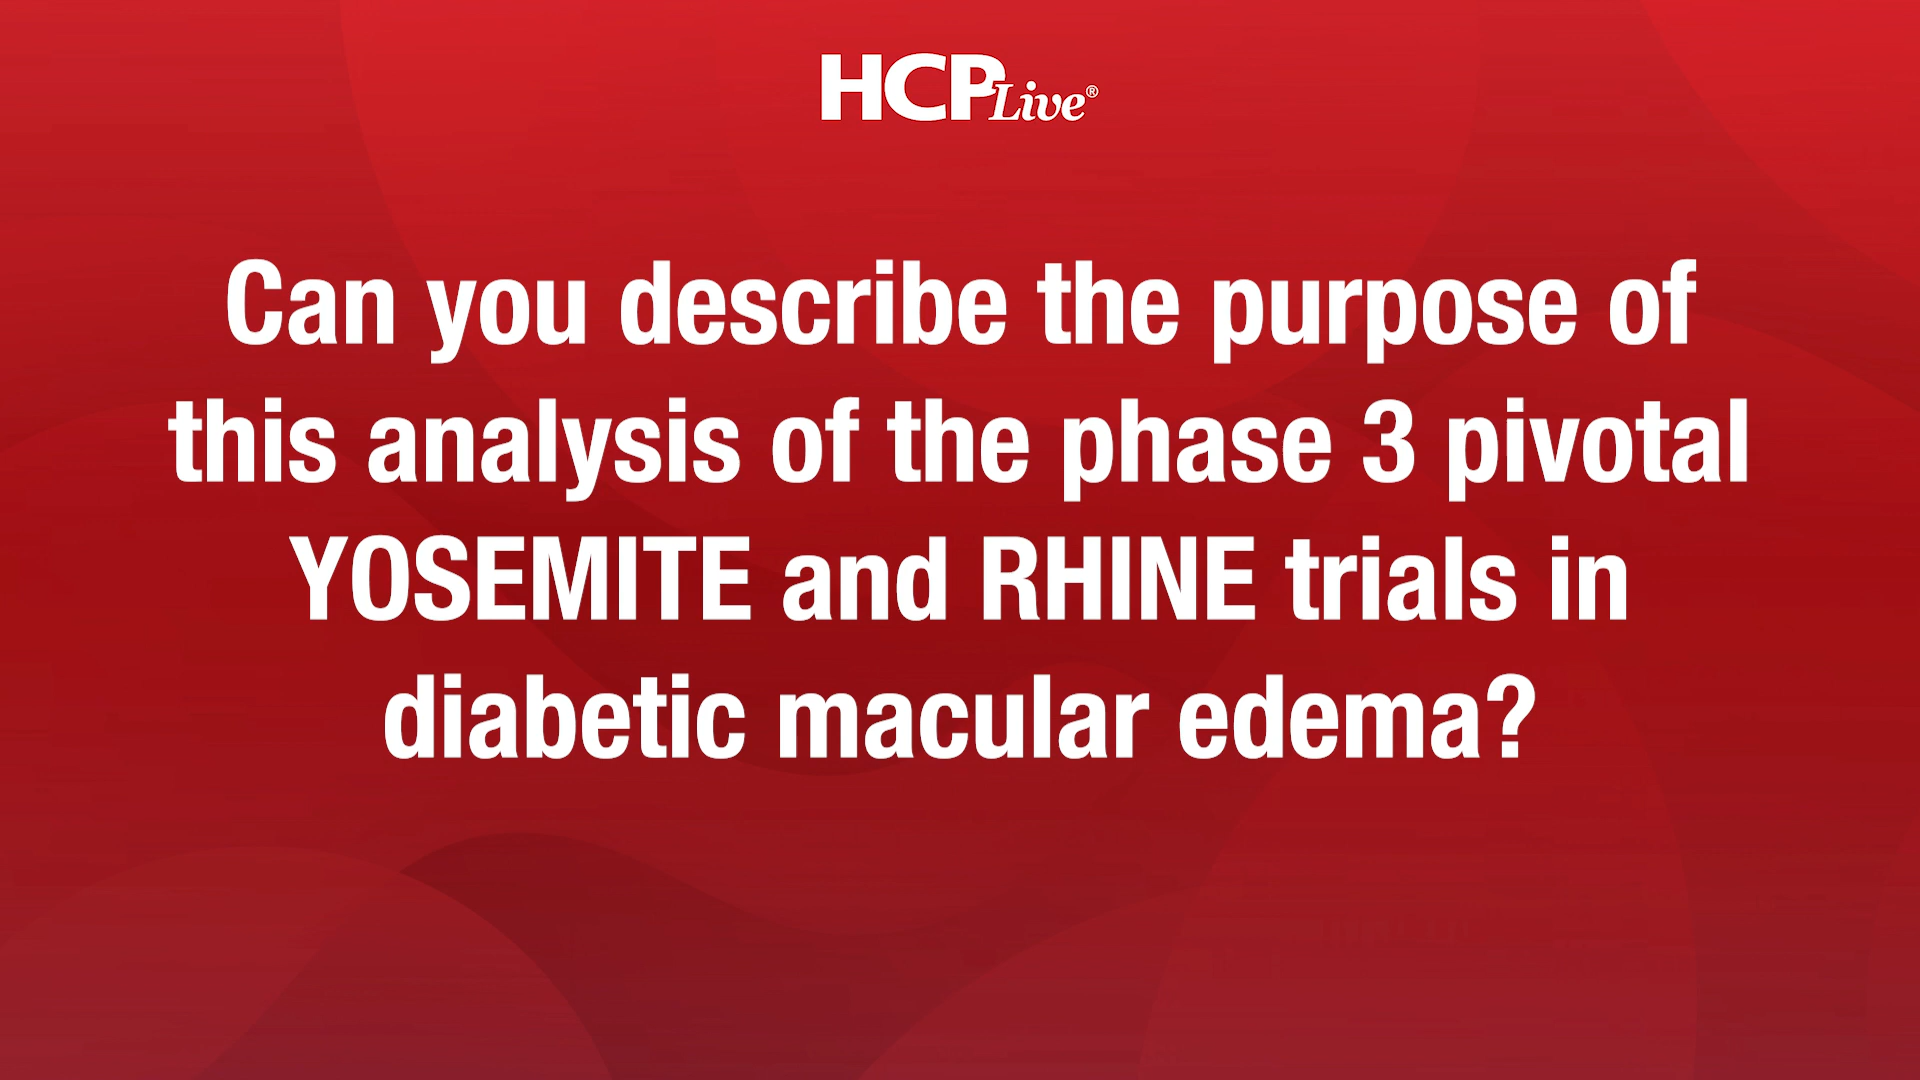 HCPLive®
Can you describe the purpose of
this analysis of the phase 3 pivotal
YOSEMITE and RHINE trials in
diabetic macular edema?